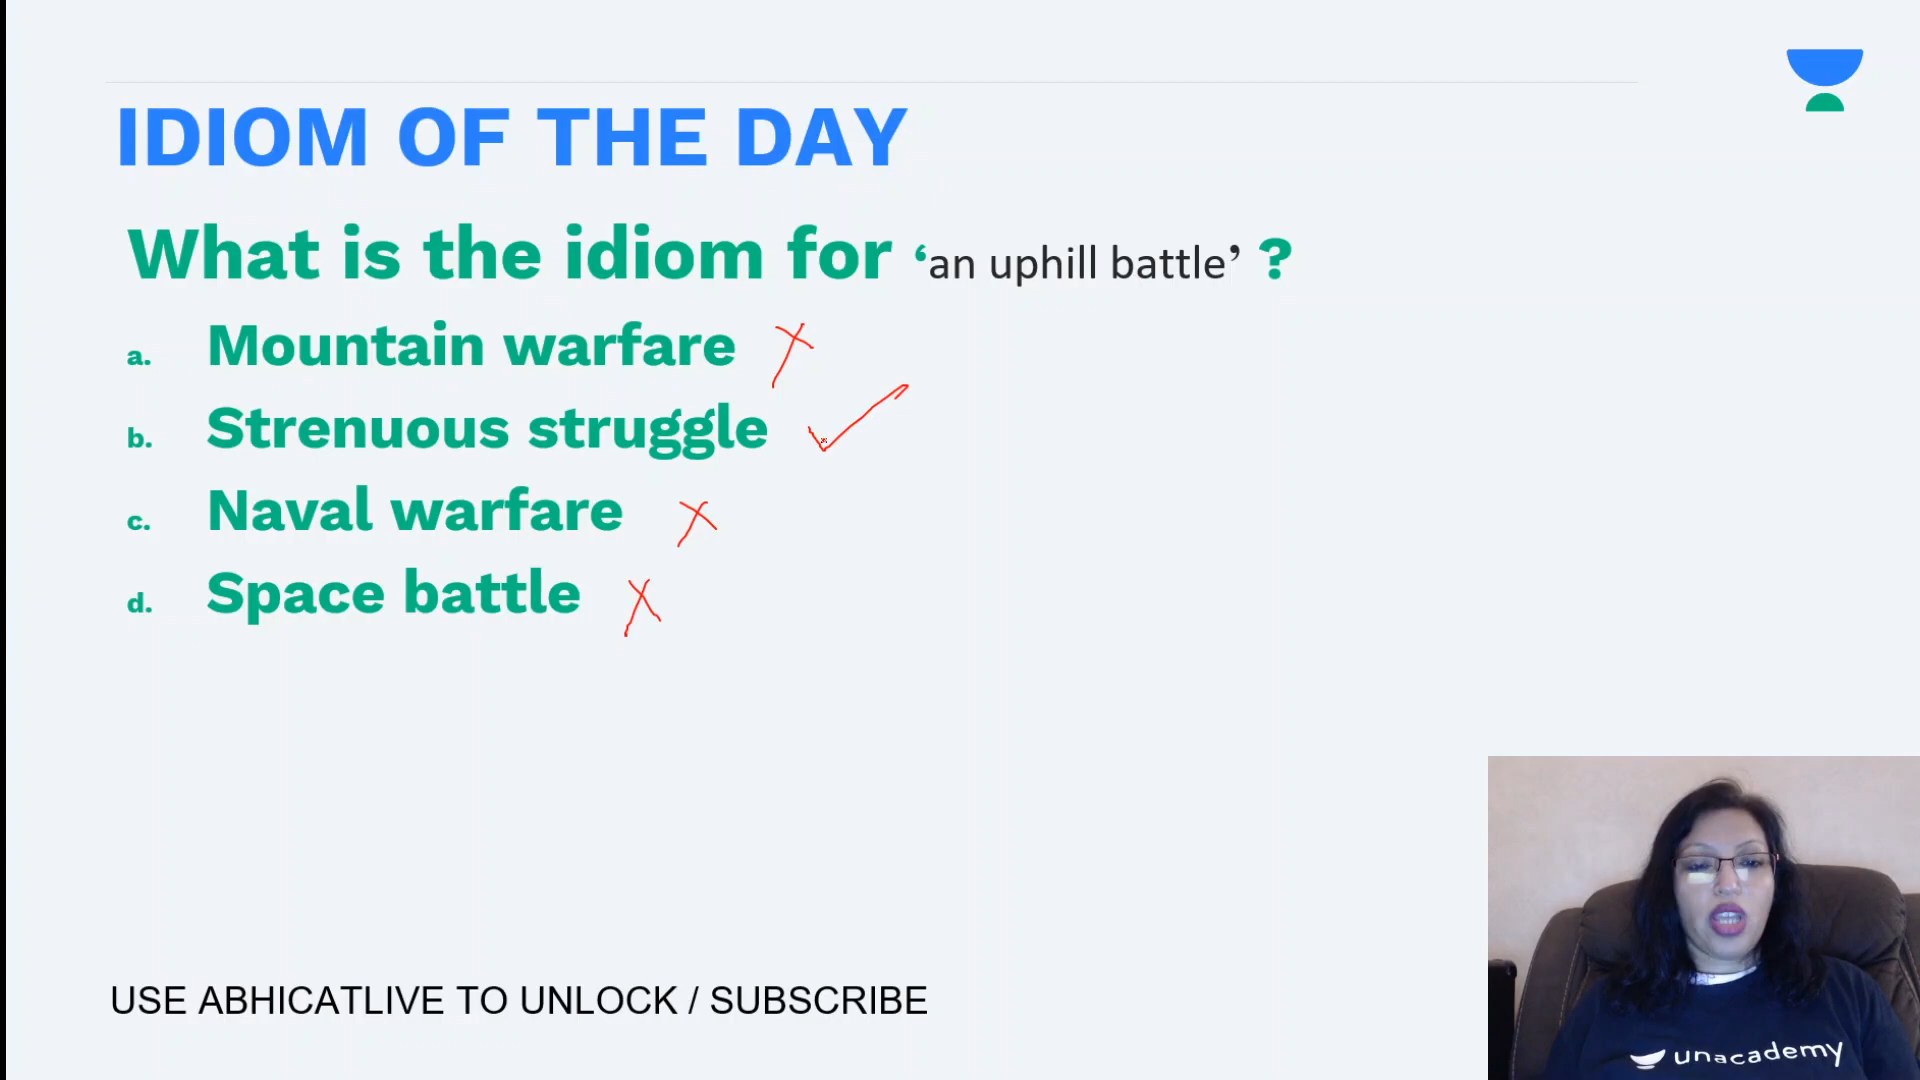 IDIOM OF THE DAY
What is the idiom for ‘an uphill battle’ ?
a. Mountain warfare
b. Strenuous struggle
c. Naval warfare
d. Space battle
USE ABHICATLIVE TO UNLOCK / SUBSCRIBE
unacademy